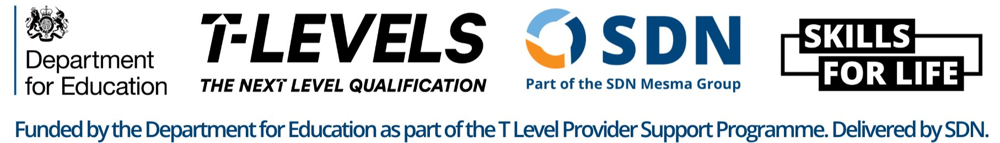 Department
for Education
T-LEVELS
THE NEXT LEVEL QUALIFICATION
SDN
Part of the SDN Mesma Group
SKILLS
FOR LIFE
Funded by the Department for Education as part of the T Level Provider Support Programme. Delivered by SDN.